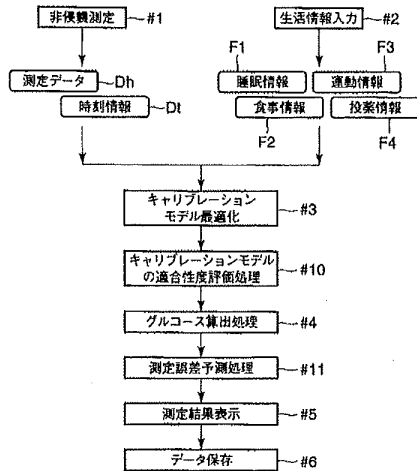 非侵襲測定 #1
生活情報入力 #2
測定データ Dh
時刻情報 Dt
F1 F3
睡眠情報 運動情報
食事情報 投薬情報
F2 F4
キャリブレーション
モデル最適化 #3
キャリブレーションモデル
の適合性度評価処理 #10
グルコース算出処理 #4
測定誤差予測処理 #11
測定結果表示 #5
データ保存 #6